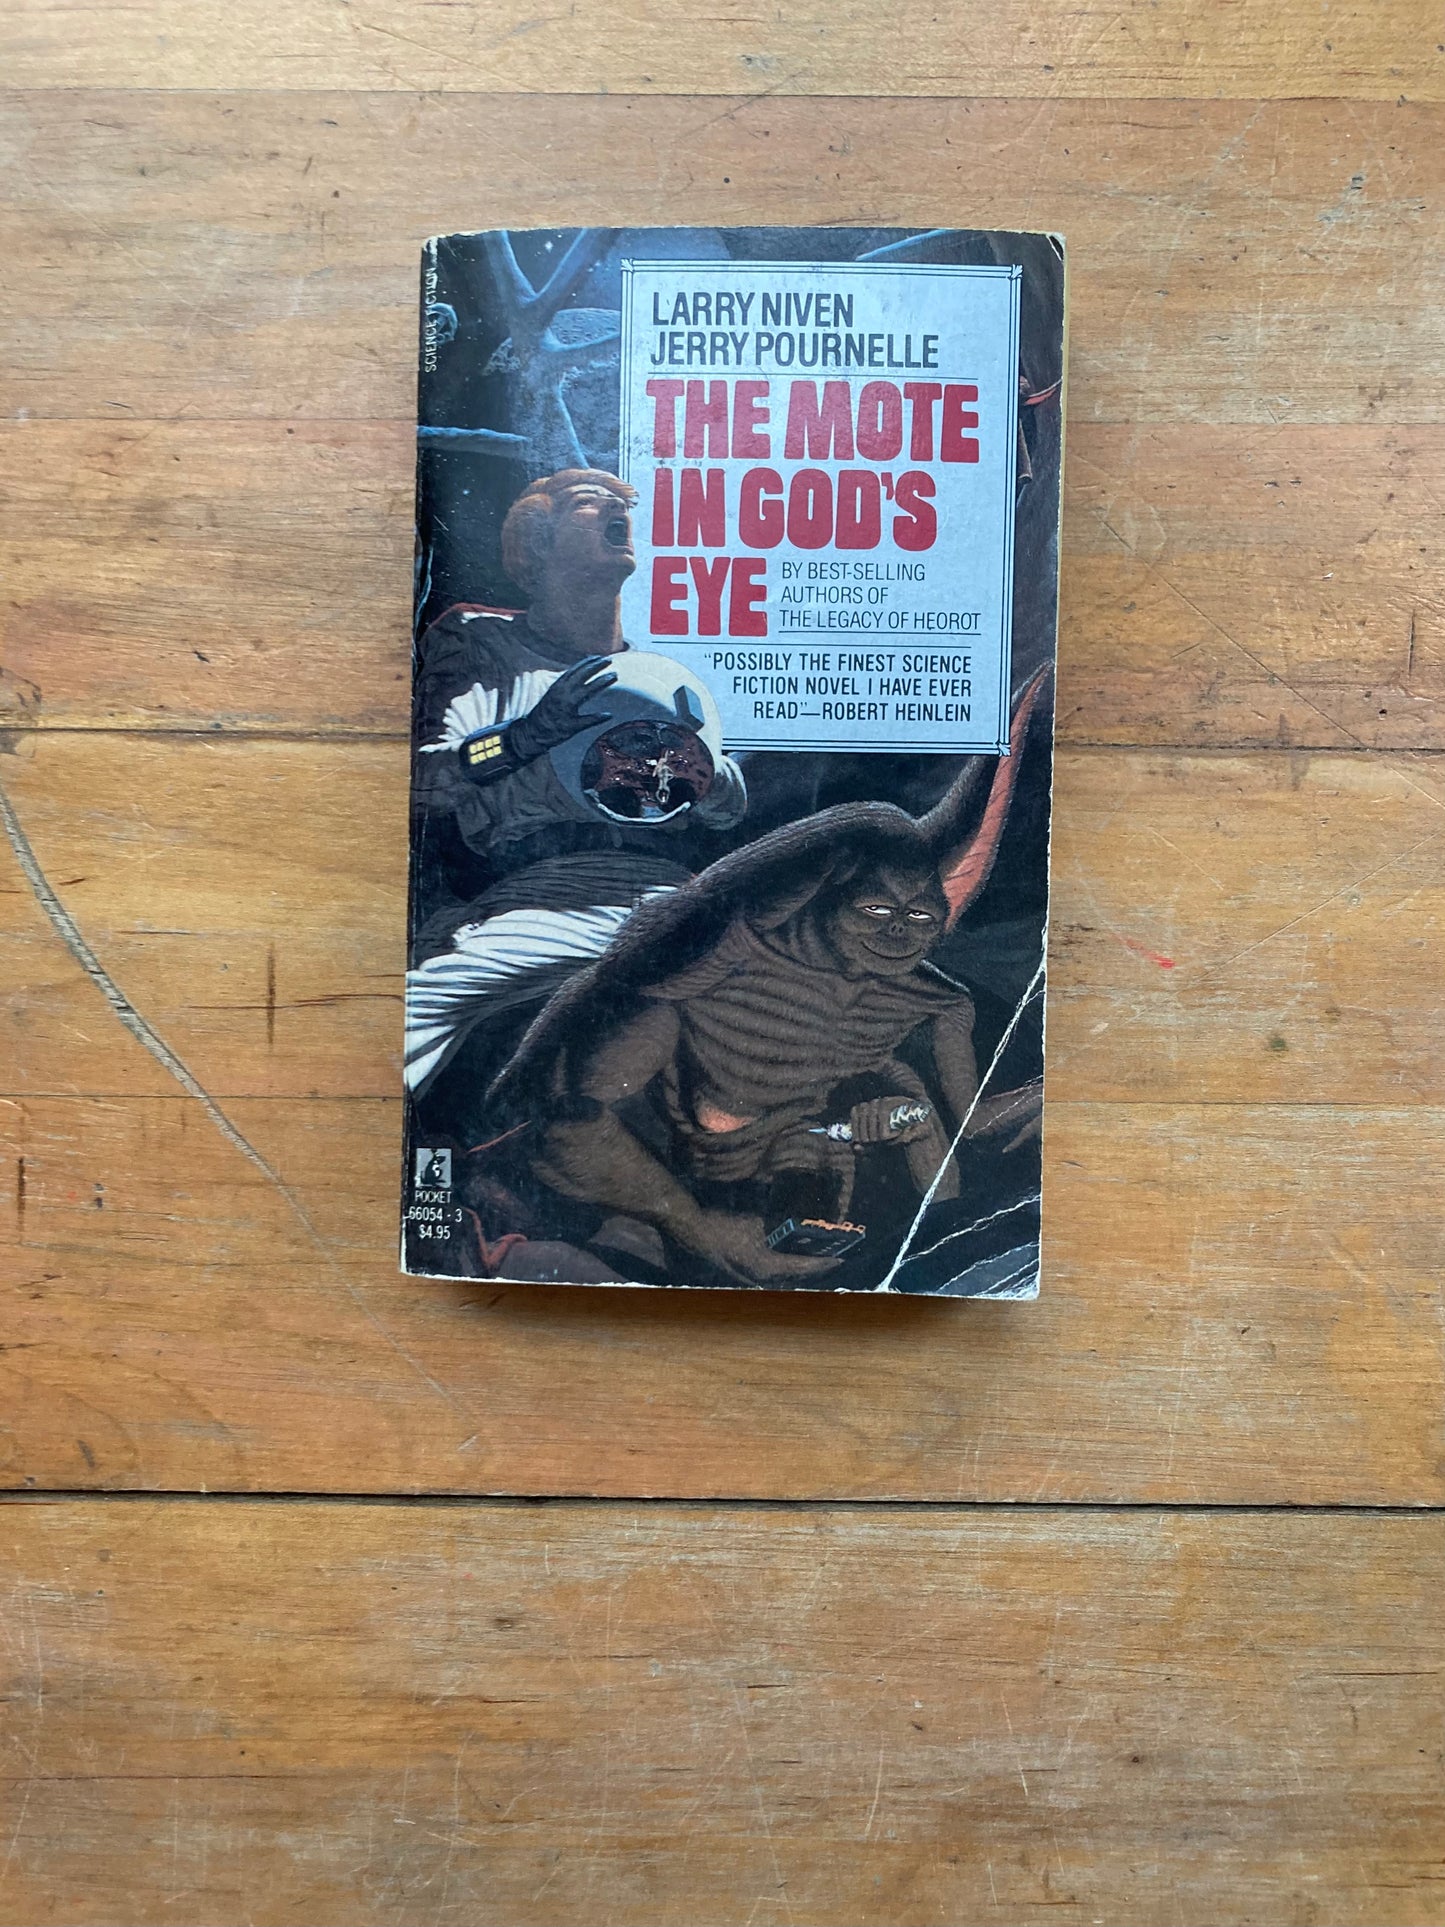 SCIENCE FICTION
LARRY NIVEN
JERRY POURNELLE
THE MOTE
IN GOD'S
EYE
BY BEST-SELLING
AUTHORS OF
THE LEGACY OF HEOROT
"POSSIBLY THE FINEST SCIENCE
FICTION NOVEL I HAVE EVER
READ"—ROBERT HEINLEIN
POCKET
66054-3
$4.95